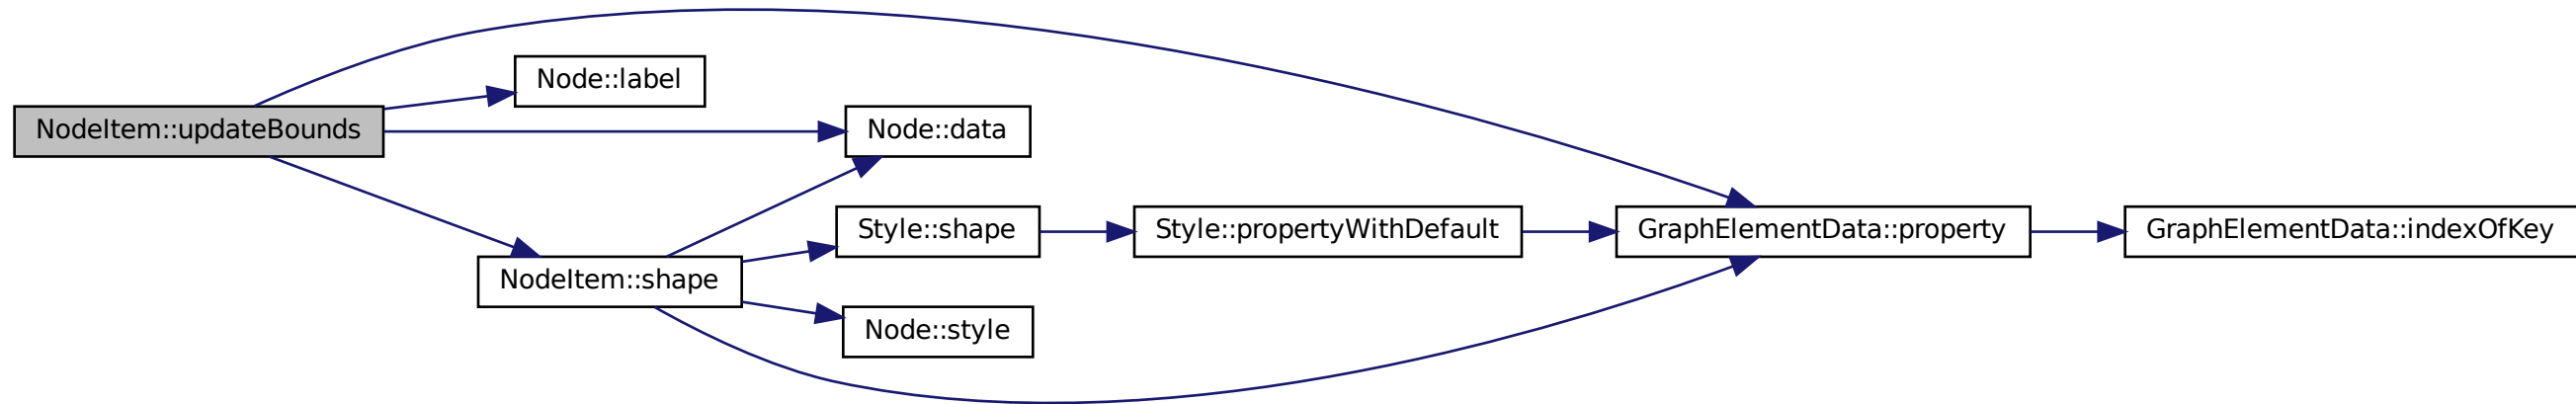 NodeItem::updateBounds
Node::label
Node::data
NodeItem::shape
Style::shape
Node::style
Style::propertyWithDefault
GraphElementData::property
GraphElementData::indexOfKey